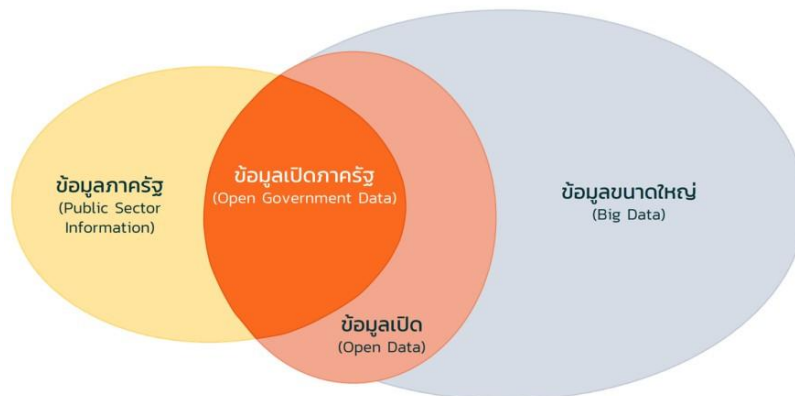 ข้อมูลภาครัฐ
(Public Sector
Information)
ข้อมูลเปิดภาครัฐ
(Open Government Data)
ข้อมูลขนาดใหญ่
(Big Data)
ข้อมูลเปิด
(Open Data)